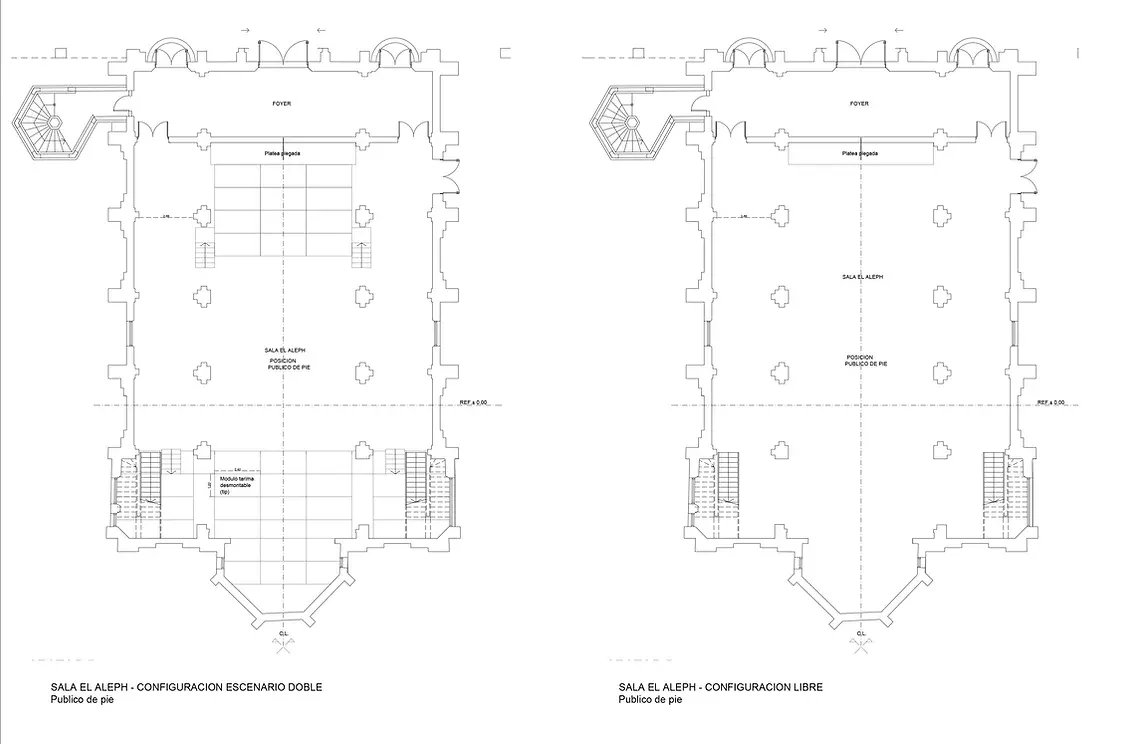 FOYER
Platea plegada
SALA EL ALEPH
POSICION
PUBLICO DE PIE
REF. ± 0.00
Modulo tarima
desmontable
(tip)
C.L.
SALA EL ALEPH - CONFIGURACION ESCENARIO DOBLE
Publico de pie
FOYER
Platea plegada
SALA EL ALEPH
POSICION
PUBLICO DE PIE
REF. ± 0.00
C.L.
SALA EL ALEPH - CONFIGURACION LIBRE
Publico de pie